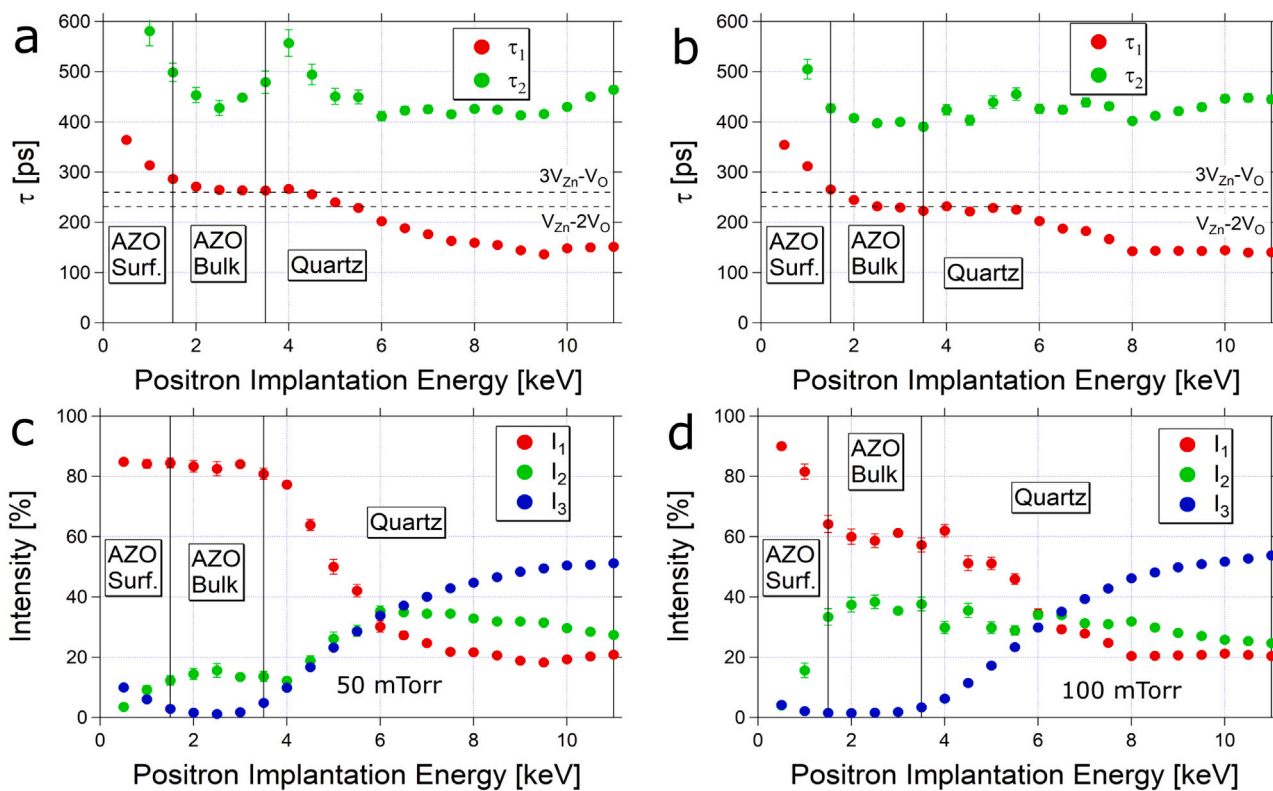 a
600
500
400
300
200
100
0
τ [ps]
τ1
τ2
3VZn-VO
VZn-2VO
AZO
Surf.
AZO
Bulk
Quartz
0 2 4 6 8 10
Positron Implantation Energy [keV]
b
600
500
400
300
200
100
0
τ [ps]
τ1
τ2
3VZn-VO
VZn-2VO
AZO
Surf.
AZO
Bulk
Quartz
0 2 4 6 8 10
Positron Implantation Energy [keV]
c
100
80
60
40
20
0
Intensity [%]
I1
I2
I3
Quartz
AZO
Surf.
AZO
Bulk
50 mTorr
0 2 4 6 8 10
Positron Implantation Energy [keV]
d
100
80
60
40
20
0
Intensity [%]
I1
I2
I3
AZO
Bulk
Quartz
AZO
Surf.
100 mTorr
0 2 4 6 8 10
Positron Implantation Energy [keV]